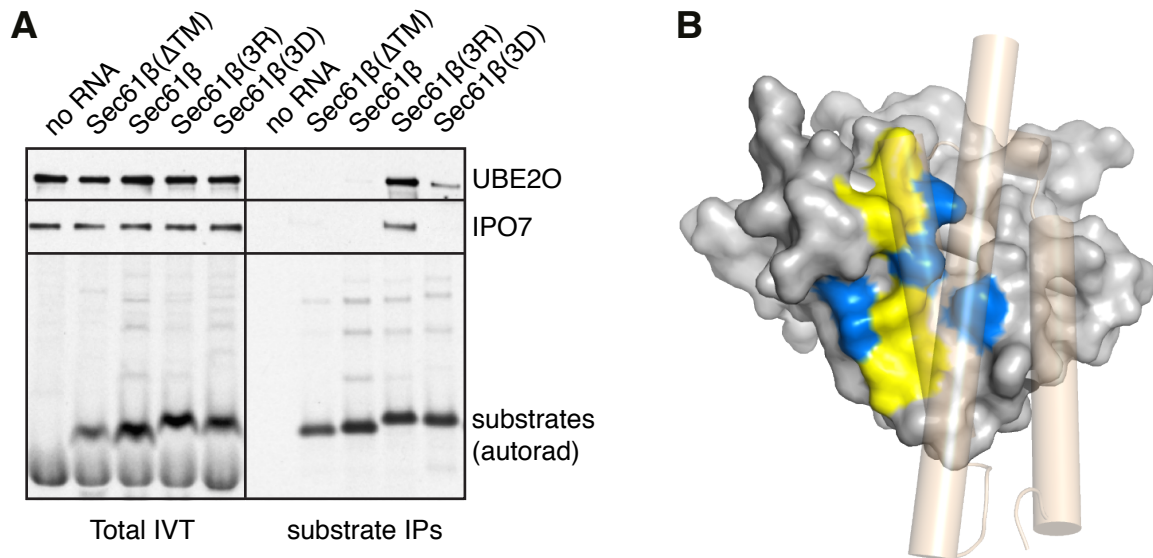 A
B
no RNA
Sec61β(ΔTM)
Sec61β
Sec61β(3R)
Sec61β(3D)
no RNA
Sec61β(ΔTM)
Sec61β
Sec61β(3R)
Sec61β(3D)
UBE2O
IPO7
substrates
(autorad)
Total IVT
substrate IPs